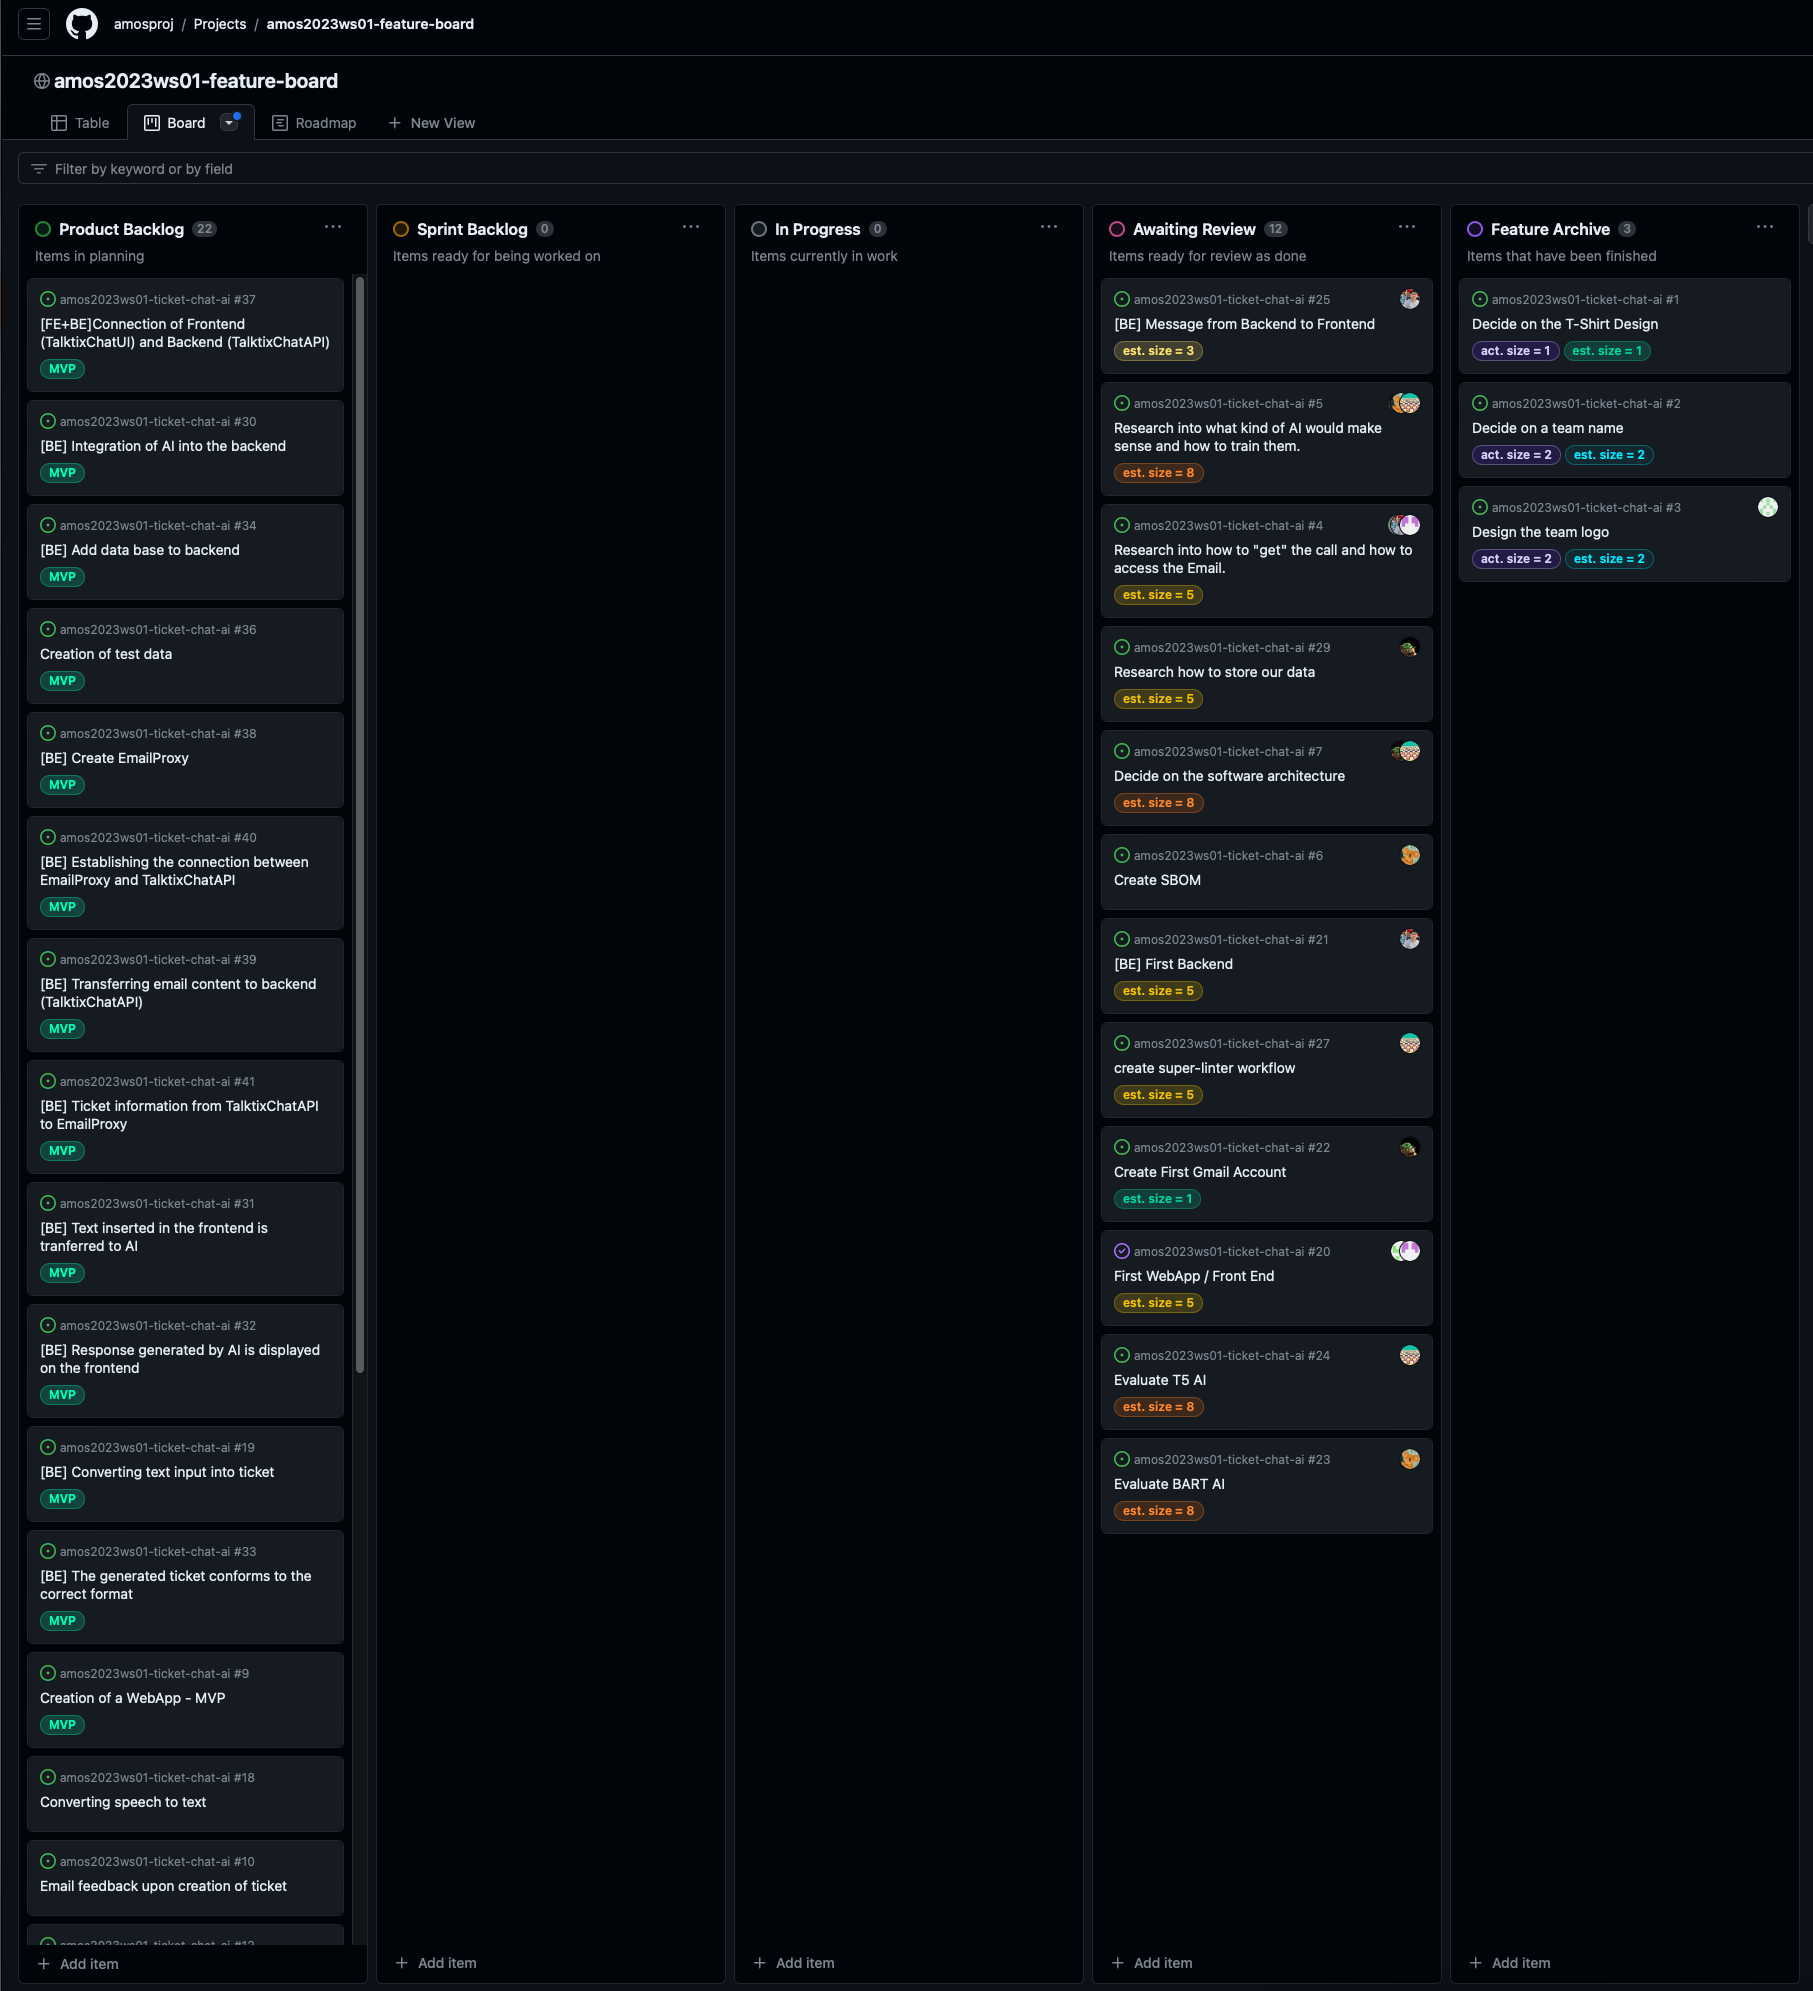 amosproj / Projects / amos2023ws01-feature-board
amos2023ws01-feature-board
Table
Board
Roadmap
New View
Filter by keyword or by field
Product Backlog 22
Items in planning
amos2023ws01-ticket-chat-ai #37
[FE+BE]Connection of Frontend
(TalktixChatUI) and Backend (TalktixChatAPI)
MVP
amos2023ws01-ticket-chat-ai #30
[BE] Integration of AI into the backend
MVP
amos2023ws01-ticket-chat-ai #34
[BE] Add data base to backend
MVP
amos2023ws01-ticket-chat-ai #36
Creation of test data
MVP
amos2023ws01-ticket-chat-ai #38
[BE] Create EmailProxy
MVP
amos2023ws01-ticket-chat-ai #40
[BE] Establishing the connection between
EmailProxy and TalktixChatAPI
MVP
amos2023ws01-ticket-chat-ai #39
[BE] Transferring email content to backend
(TalktixChatAPI)
MVP
amos2023ws01-ticket-chat-ai #41
[BE] Ticket information from TalktixChatAPI
to EmailProxy
MVP
amos2023ws01-ticket-chat-ai #31
[BE] Text inserted in the frontend is
tranferred to AI
MVP
amos2023ws01-ticket-chat-ai #32
[BE] Response generated by AI is displayed
on the frontend
MVP
amos2023ws01-ticket-chat-ai #19
[BE] Converting text input into ticket
MVP
amos2023ws01-ticket-chat-ai #33
[BE] The generated ticket conforms to the
correct format
MVP
amos2023ws01-ticket-chat-ai #9
Creation of a WebApp - MVP
MVP
amos2023ws01-ticket-chat-ai #18
Converting speech to text
amos2023ws01-ticket-chat-ai #10
Email feedback upon creation of ticket
Add item
Sprint Backlog 0
Items ready for being worked on
Add item
In Progress 0
Items currently in work
Add item
Awaiting Review 12
Items ready for review as done
amos2023ws01-ticket-chat-ai #25
[BE] Message from Backend to Frontend
est. size = 3
amos2023ws01-ticket-chat-ai #5
Research into what kind of AI would make
sense and how to train them.
est. size = 8
amos2023ws01-ticket-chat-ai #4
Research into how to "get" the call and how to
access the Email.
est. size = 5
amos2023ws01-ticket-chat-ai #29
Research how to store our data
est. size = 5
amos2023ws01-ticket-chat-ai #7
Decide on the software architecture
est. size = 8
amos2023ws01-ticket-chat-ai #6
Create SBOM
amos2023ws01-ticket-chat-ai #21
[BE] First Backend
est. size = 5
amos2023ws01-ticket-chat-ai #27
create super-linter workflow
est. size = 5
amos2023ws01-ticket-chat-ai #22
Create First Gmail Account
est. size = 1
amos2023ws01-ticket-chat-ai #20
First WebApp / Front End
est. size = 5
amos2023ws01-ticket-chat-ai #24
Evaluate T5 AI
est. size = 8
amos2023ws01-ticket-chat-ai #23
Evaluate BART AI
est. size = 8
Add item
Feature Archive 3
Items that have been finished
amos2023ws01-ticket-chat-ai #1
Decide on the T-Shirt Design
act. size = 1 est. size = 1
amos2023ws01-ticket-chat-ai #2
Decide on a team name
act. size = 2 est. size = 2
amos2023ws01-ticket-chat-ai #3
Design the team logo
act. size = 2 est. size = 2
Add item